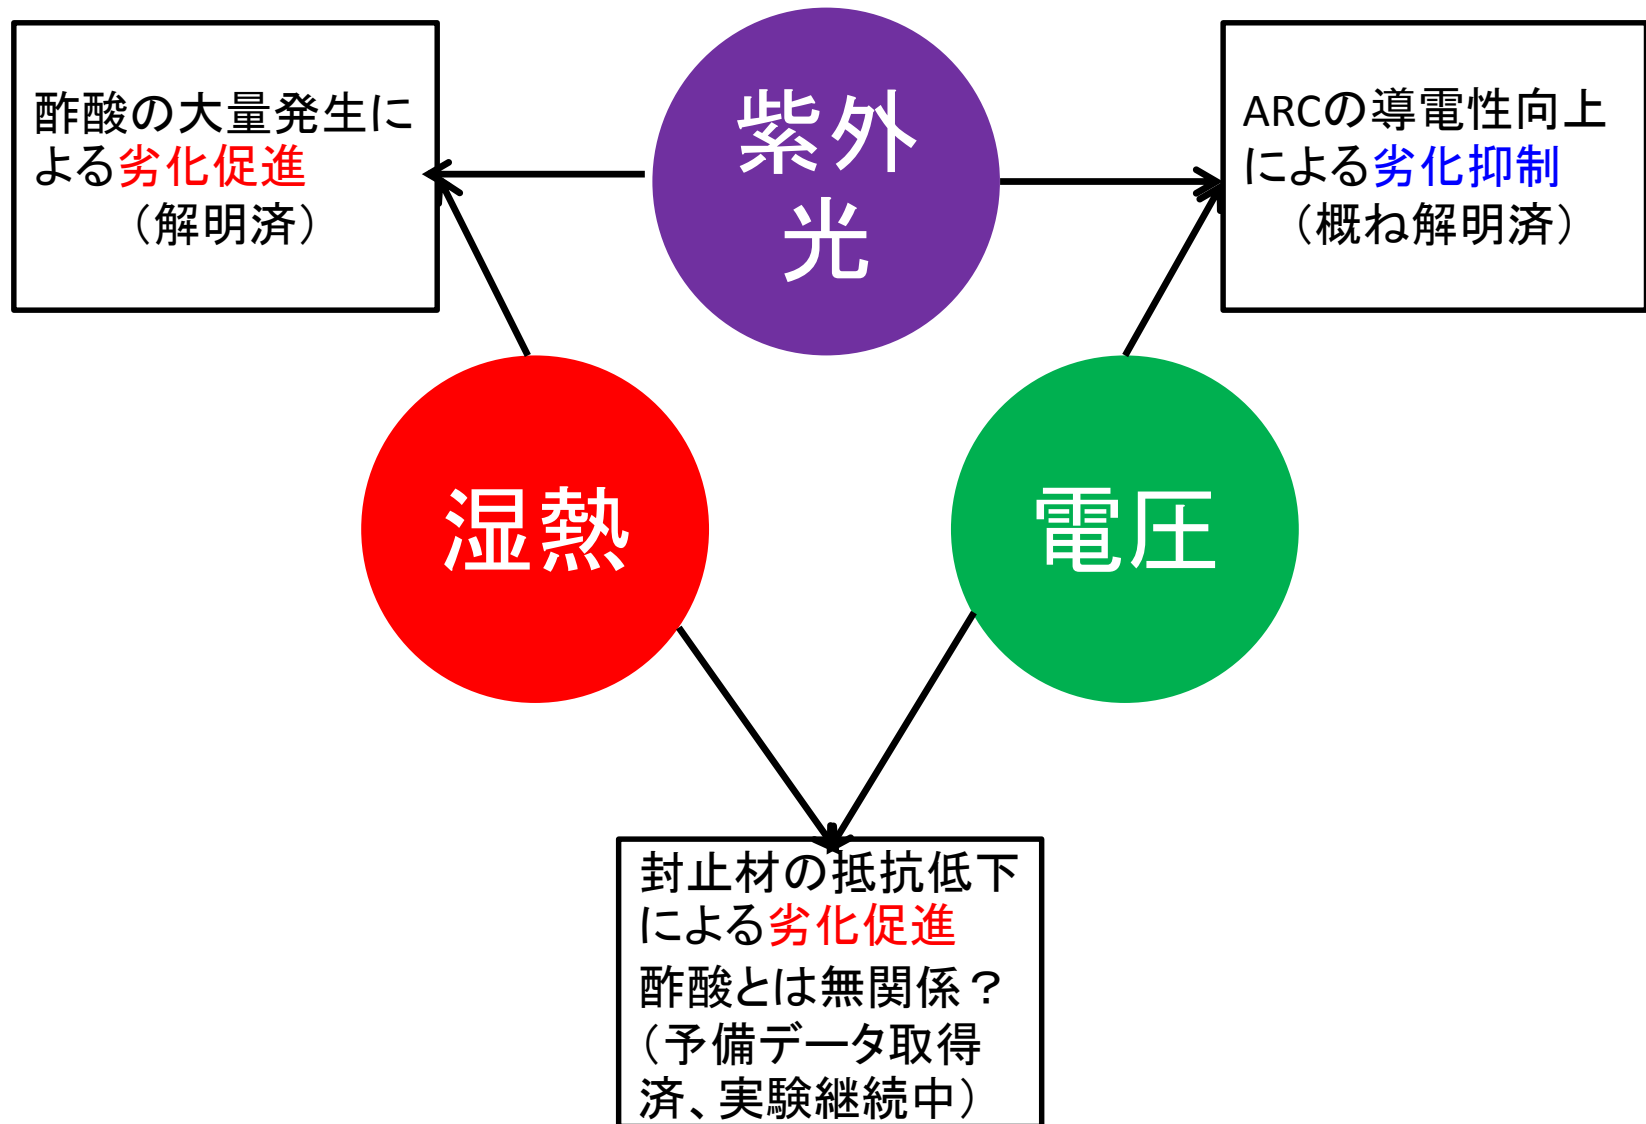 酢酸の大量発生に
よる劣化促進
（解明済）
紫外
光
ARCの導電性向上
による劣化抑制
（概ね解明済）
湿熱
電圧
封止材の抵抗低下
による劣化促進
酢酸とは無関係？
（予備データ取得
済、実験継続中）